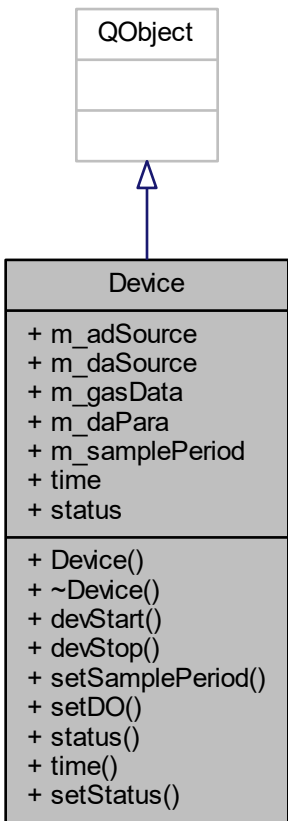 QObject
Device
+ m_adSource
+ m_daSource
+ m_gasData
+ m_daPara
+ m_samplePeriod
+ time
+ status
+ Device()
+ ~Device()
+ devStart()
+ devStop()
+ setSamplePeriod()
+ setDO()
+ status()
+ time()
+ setStatus()